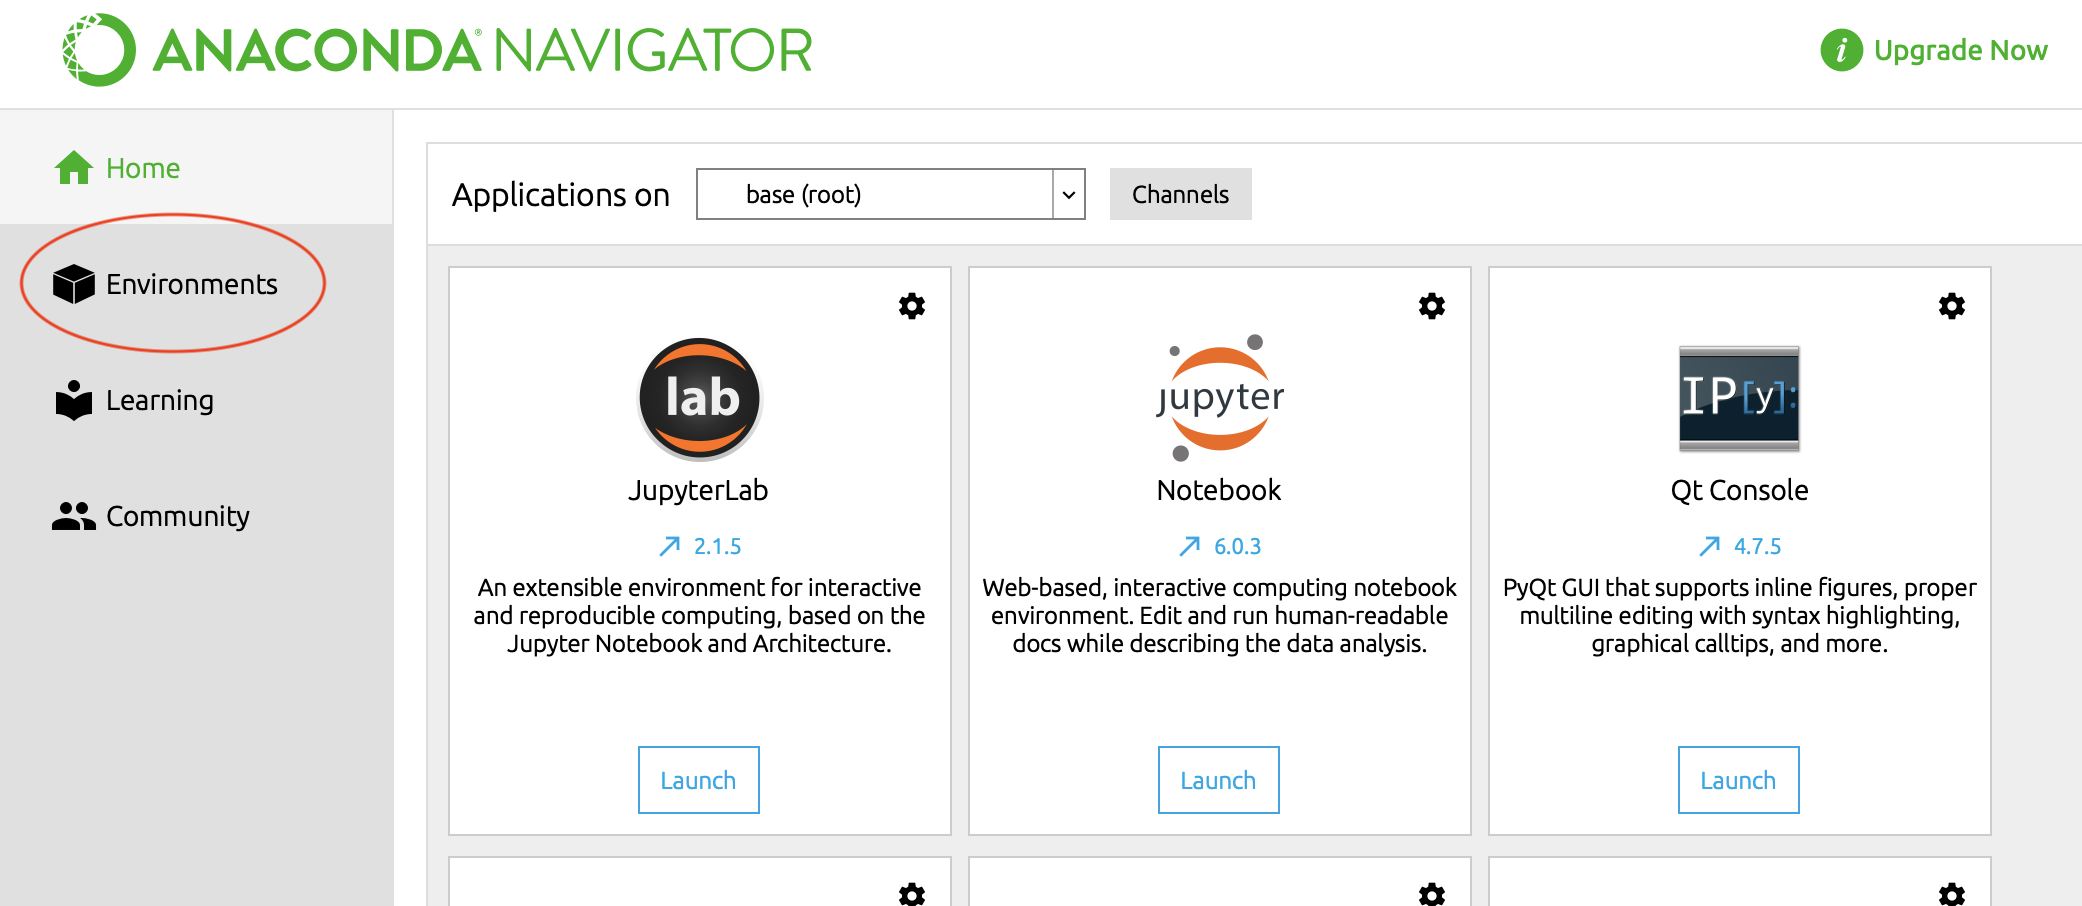 ANACONDA® NAVIGATOR
i Upgrade Now
Home
Environments
Learning
Community
Applications on base (root) Channels
lab
JupyterLab
2.1.5
An extensible environment for interactive
and reproducible computing, based on the
Jupyter Notebook and Architecture.
Launch
jupyter
Notebook
6.0.3
Web-based, interactive computing notebook
environment. Edit and run human-readable
docs while describing the data analysis.
Launch
IP[y]:
Qt Console
4.7.5
PyQt GUI that supports inline figures, proper
multiline editing with syntax highlighting,
graphical calltips, and more.
Launch